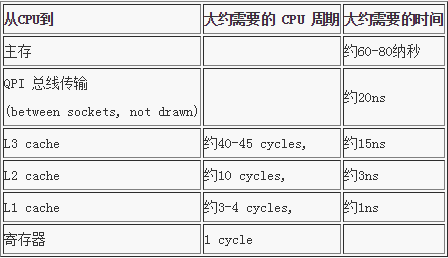 从CPU到 大约需要的 CPU 周期 大约需要的时间
主存 约60-80纳秒
QPI 总线传输
(between sockets, not drawn) 约20ns
L3 cache 约40-45 cycles, 约15ns
L2 cache 约10 cycles, 约3ns
L1 cache 约3-4 cycles, 约1ns
寄存器 1 cycle